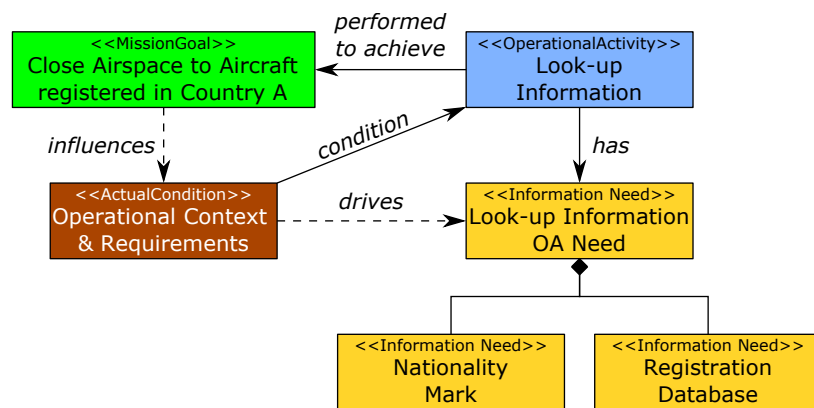 <<MissionGoal>>
Close Airspace to Aircraft
registered in Country A
performed
to achieve
<<OperationalActivity>>
Look-up
Information
influences
condition
has
<<ActualCondition>>
Operational Context
& Requirements
drives
<<Information Need>>
Look-up Information
OA Need
<<Information Need>>
Nationality
Mark
<<Information Need>>
Registration
Database